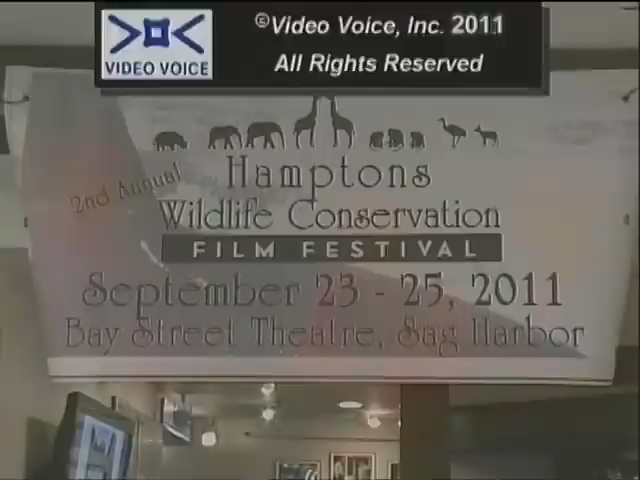 VIDEO VOICE
©Video Voice, Inc. 2011
All Rights Reserved
2nd Annual
Hamptons
Wildlife Conservation
FILM FESTIVAL
September 23 - 25, 2011
Bay Street Theatre, Sag Harbor